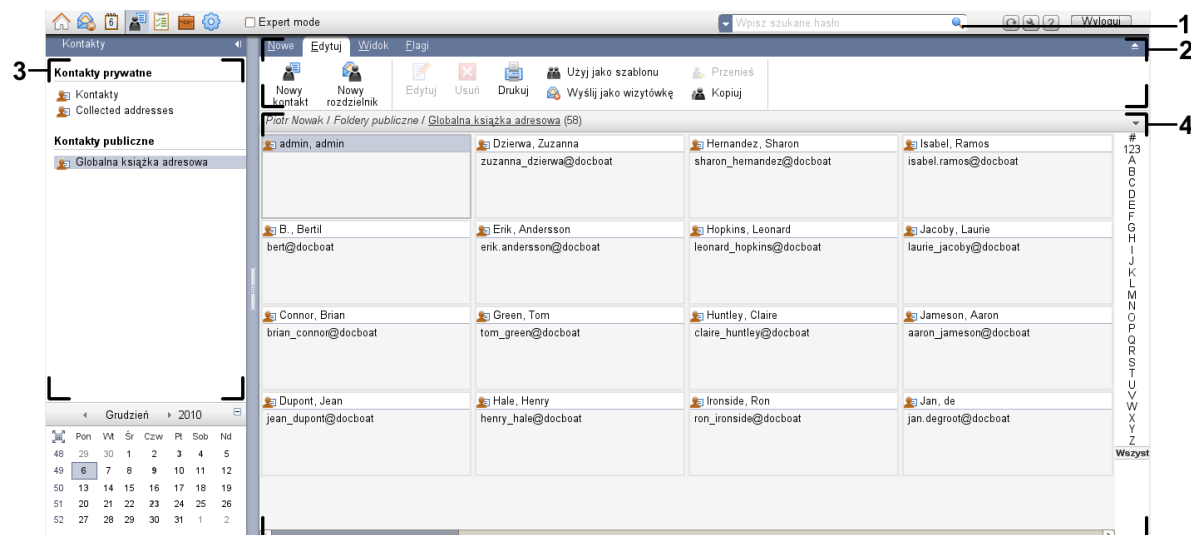 6
Expert mode
Wpisz szukane hasło
?
Wyloguj
1
Kontakty
Nowe Edytuj Widok Flagi
2
3
Kontakty prywatne
Kontakty
Collected addresses
Kontakty publiczne
Globalna książka adresowa
Nowy kontakt
Nowy rozdzielnik
Edytuj
Usuń
Drukuj
Użyj jako szablonu
Wyślij jako wizytówkę
Przenieś
Kopiuj
Piotr Nowak / Foldery publiczne / Globalna książka adresowa (58)
4
admin, admin
Dzierwa, Zuzanna
zuzanna_dzierwa@docboat
Hernandez, Sharon
sharon_hernandez@docboat
Isabel, Ramos
isabel.ramos@docboat
B., Bertil
bert@docboat
Erik, Andersson
erik.andersson@docboat
Hopkins, Leonard
leonard_hopkins@docboat
Jacoby, Laurie
laurie_jacoby@docboat
Connor, Brian
brian_connor@docboat
Green, Tom
tom_green@docboat
Huntley, Claire
claire_huntley@docboat
Jameson, Aaron
aaron_jameson@docboat
Dupont, Jean
jean_dupont@docboat
Hale, Henry
henry_hale@docboat
Ironside, Ron
ron_ironside@docboat
Jan, de
jan.degroot@docboat
#
123
A
B
C
D
E
F
G
H
I
J
K
L
M
N
O
P
Q
R
S
T
U
V
W
X
Y
Z
Wszyst
Grudzień 2010
Pon Wt Śr Czw Pt Sob Nd
48 29 30 1 2 3 4 5
49 6 7 8 9 10 11 12
50 13 14 15 16 17 18 19
51 20 21 22 23 24 25 26
52 27 28 29 30 31 1 2